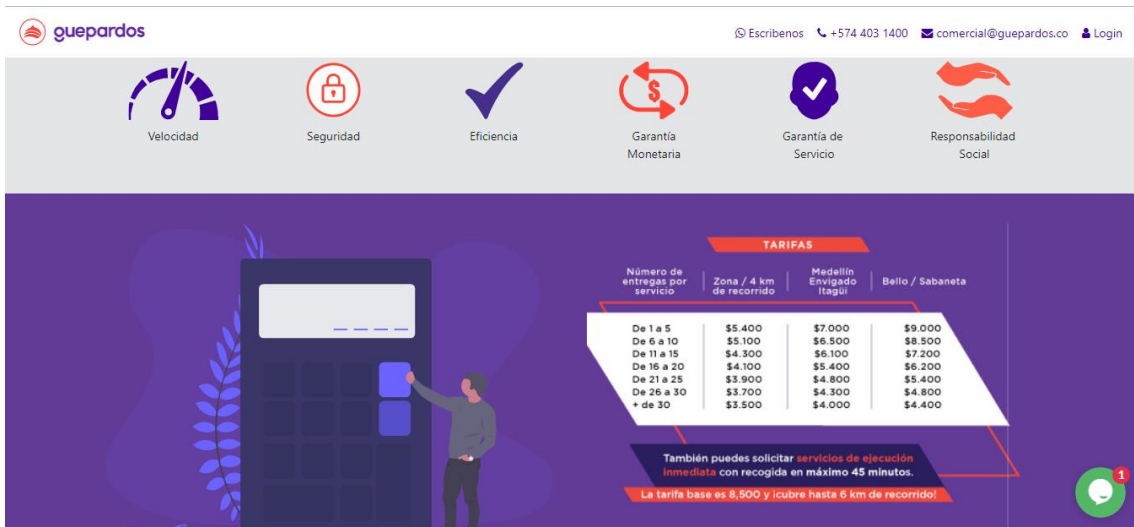 guepardos
Escribenos +574 403 1400 comercial@guepardos.co Login
Velocidad
Seguridad
Eficiencia
Garantía
Monetaria
Garantía de
Servicio
Responsabilidad
Social
TARIFAS
Número de
entregas por
servicio
Zona / 4 km
de recorrido
Medellín
Envigado
Itagüi
Bello / Sabaneta
De 1 a 5 $5.400 $7.000 $9.000
De 6 a 10 $5.100 $6.500 $8.500
De 11 a 15 $4.300 $6.100 $7.200
De 16 a 20 $4.100 $5.400 $6.200
De 21 a 25 $3.900 $4.800 $5.400
De 26 a 30 $3.700 $4.300 $4.800
+ de 30 $3.500 $4.000 $4.400
También puedes solicitar servicios de ejecución
inmediata con recogida en máximo 45 minutos.
La tarifa base es 8,500 y ¡cubre hasta 6 km de recorrido!
1